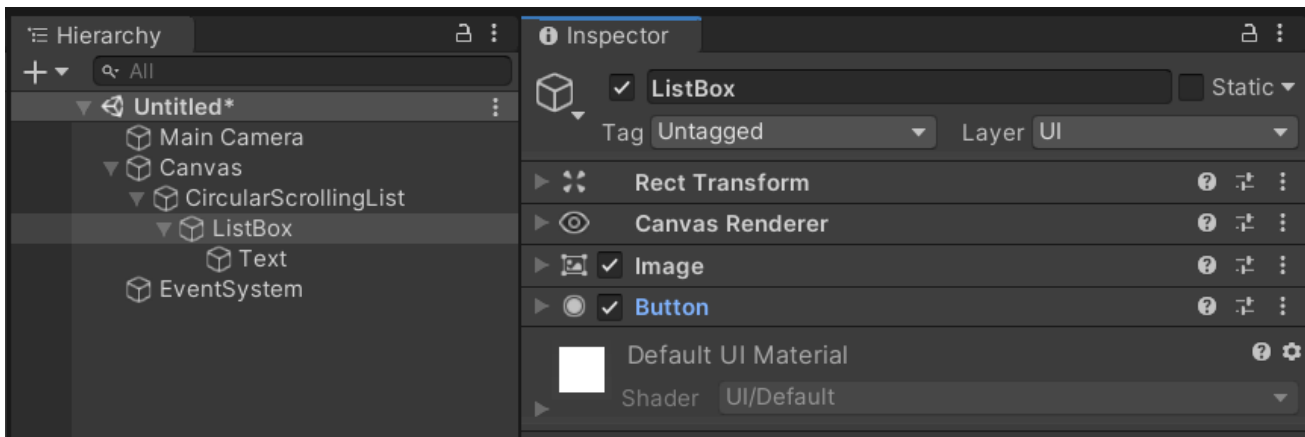 Hierarchy
All
Untitled*
Main Camera
Canvas
CircularScrollingList
ListBox
Text
EventSystem
Inspector
ListBox
Static
Tag Untagged Layer UI
Rect Transform
Canvas Renderer
Image
Button
Default UI Material
Shader UI/Default